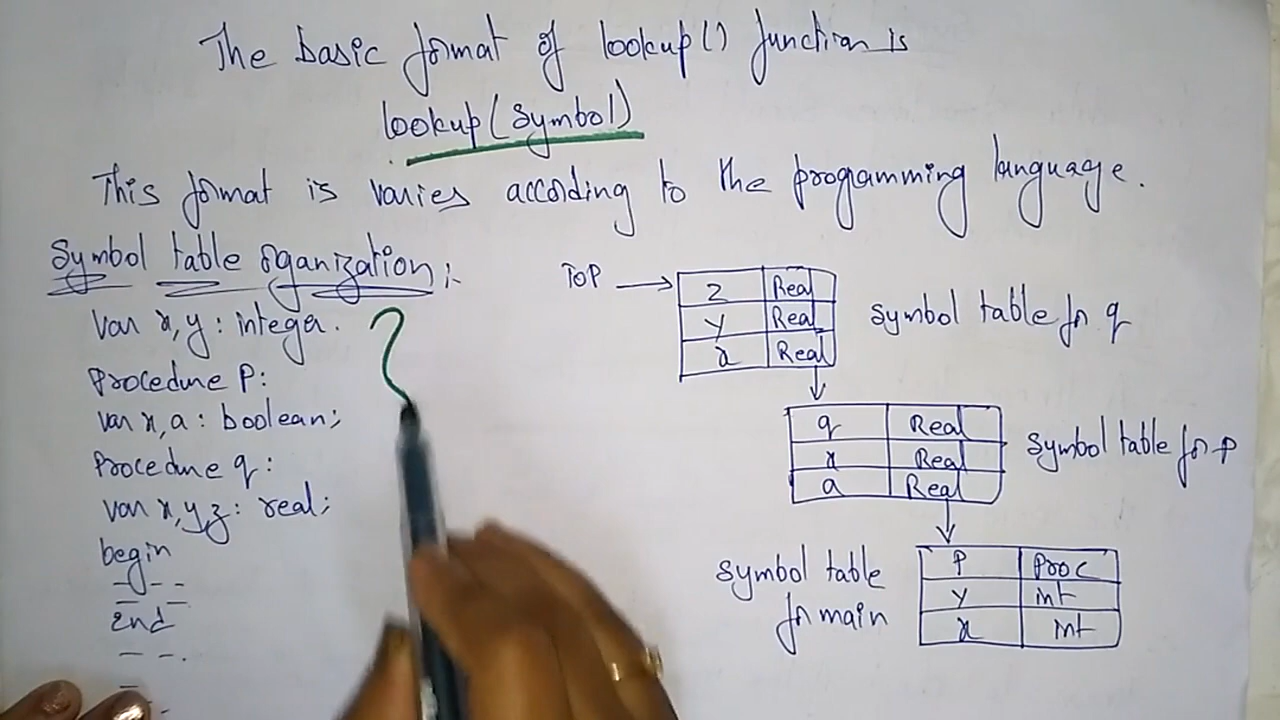 The basic format of lookup() function is
lookup(symbol)
This format is varies according to the programming language.
Symbol table organization:-
Var x,y: integer.
Procedure P:
Var x,a: boolean;
Procedure q:
Var x,y,z: real;
begin
End
TOP
z Real
y Real
x Real
Symbol table for q
q Real
x Real
a Real
Symbol table for P
Symbol table
for main
P Proc
y int
x int